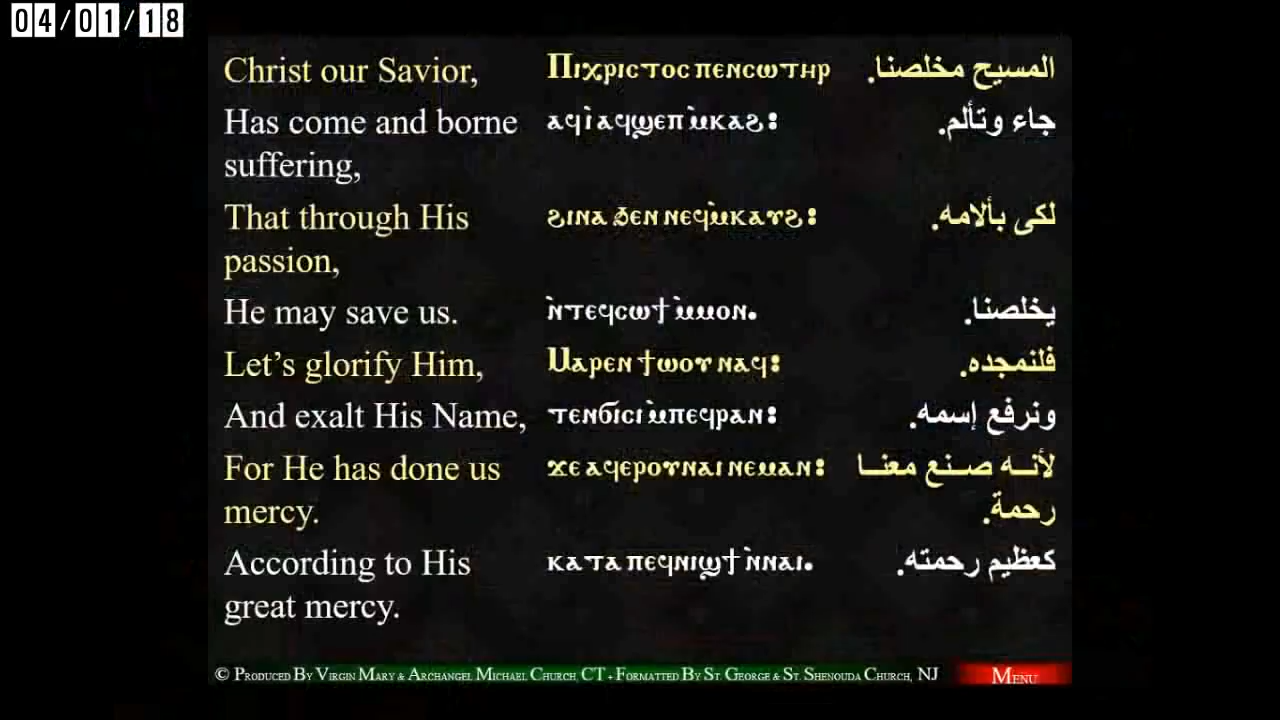 04/01/18
Christ our Savior,
Ⲡⲓⲭⲣⲓⲥⲧⲟⲥ ⲡⲉⲛⲥⲱⲧⲏⲣ
المسيح مخلصنا.
Has come and borne
suffering,
ⲁϥⲓ̀ ⲁϥϣⲉⲡⲙ̀ⲕⲁϩ:
جاء وتألم.
That through His
passion,
ϩⲓⲛⲁ ϧⲉⲛ ⲛⲉϥⲙ̀ⲕⲁⲩϩ:
لكى بألامه.
He may save us.
ⲛ̀ⲧⲉϥⲥⲱϯ ⲙ̀ⲙⲟⲛ.
يخلصنا.
Let’s glorify Him,
Ⲙⲁⲣⲉⲛ ϯⲱⲟⲩ ⲛⲁϥ:
فلنمجده.
And exalt His Name,
ⲧⲉⲛϭⲓⲥⲓ ⲙ̀ⲡⲉϥⲣⲁⲛ:
ونرفع إسمه.
For He has done us
mercy.
ϫⲉ ⲁϥⲉⲣⲟⲩⲛⲁⲓ ⲛⲉⲙⲁⲛ:
لأنــه صـنع معنـا
رحمة.
According to His
great mercy.
ⲕⲁⲧⲁ ⲡⲉϥⲛⲓϣϯ ⲛ̀ⲛⲁⲓ.
كعظيم رحمته.
© Produced By Virgin Mary & Archangel Michael Church, CT - Formatted By St. George & St. Shenouda Church, NJ
Menu